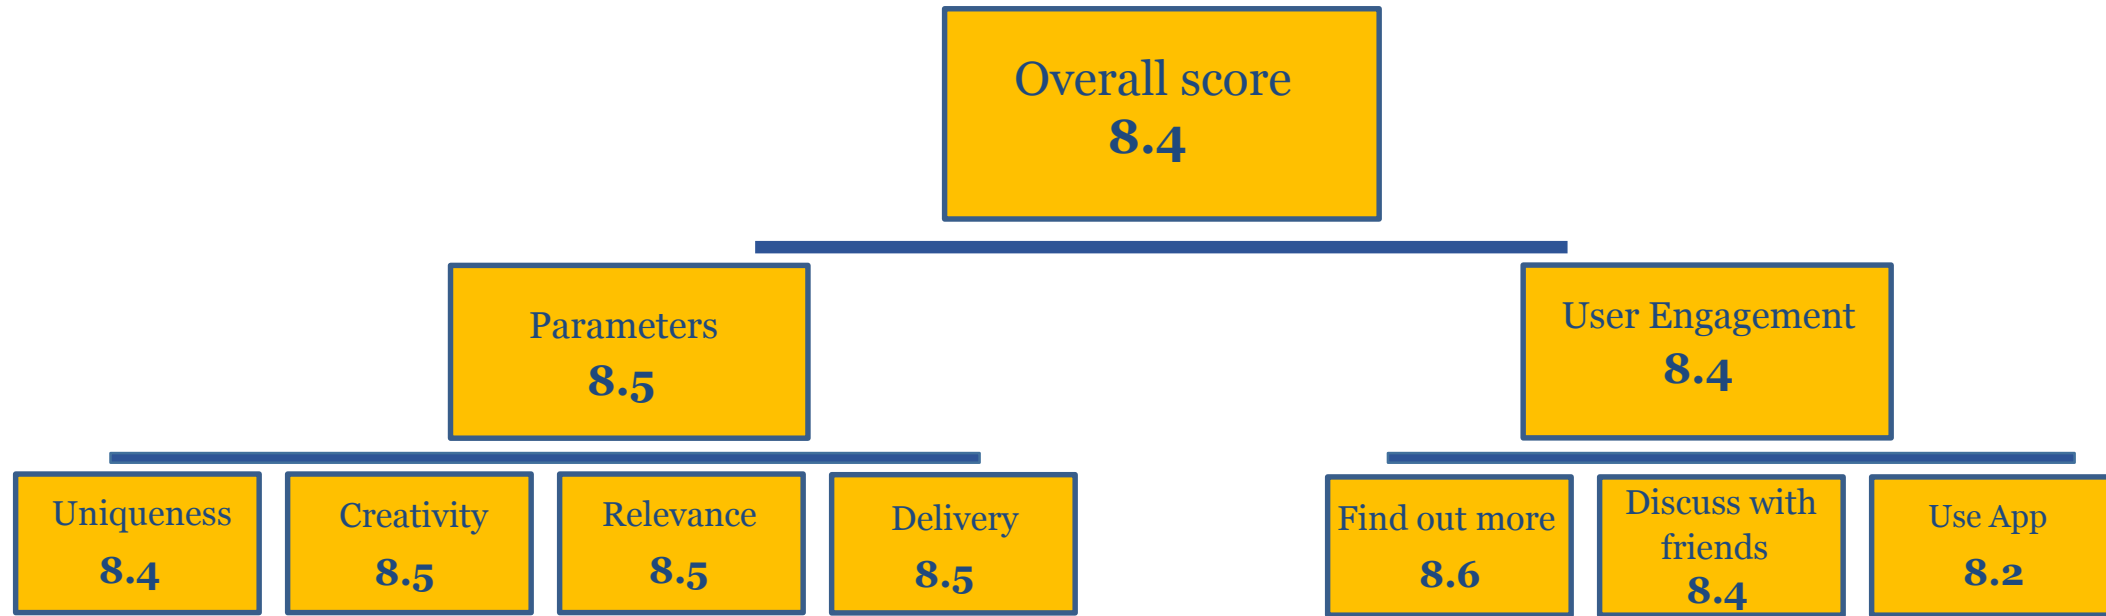 Overall score
8.4
Parameters
8.5
User Engagement
8.4
Uniqueness
8.4
Creativity
8.5
Relevance
8.5
Delivery
8.5
Find out more
8.6
Discuss with
friends
8.4
Use App
8.2